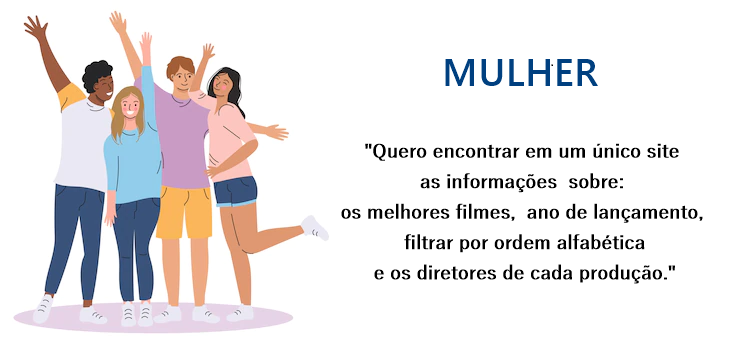 MULHER
"Quero encontrar em um único site
as informações sobre:
os melhores filmes, ano de lançamento,
filtrar por ordem alfabética
e os diretores de cada produção."